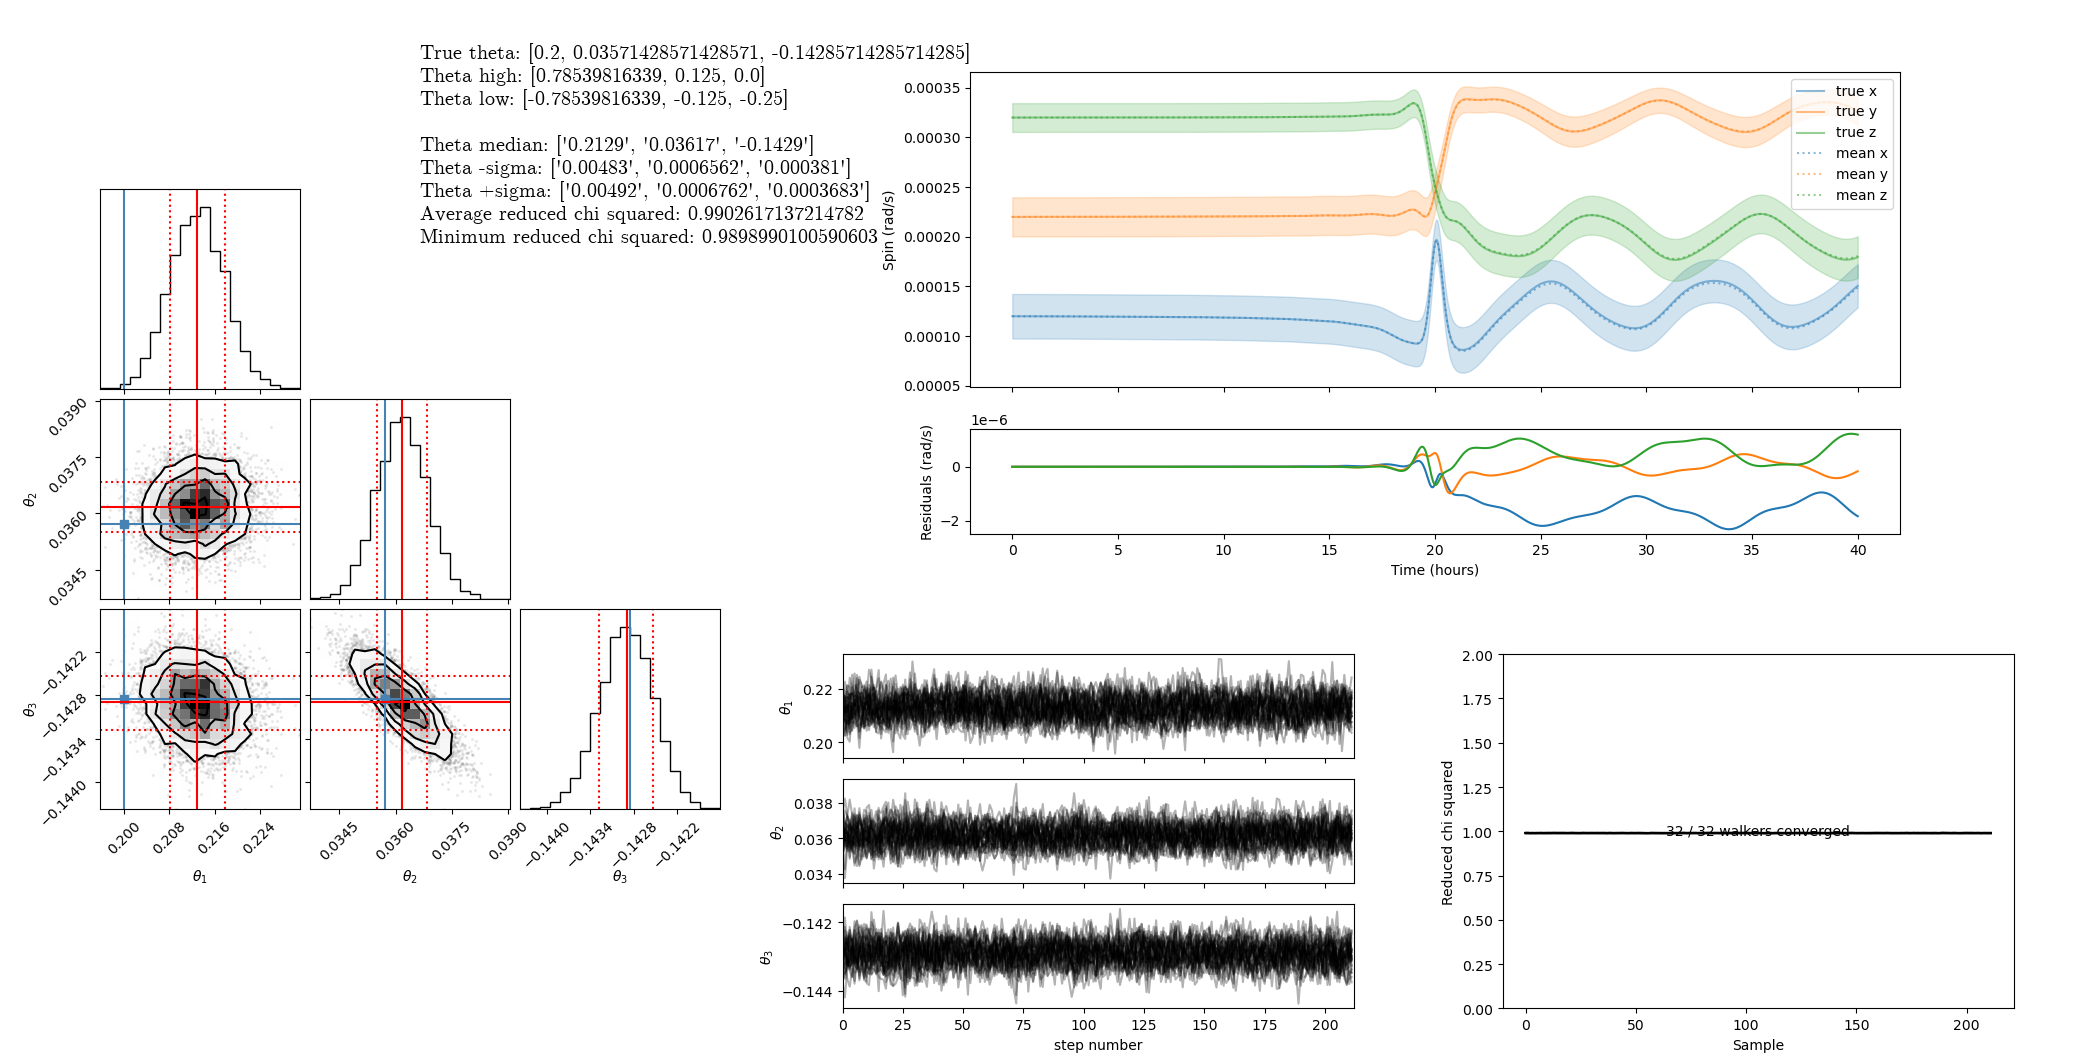 True theta: [0.2, 0.03571428571428571, -0.14285714285714285]
Theta high: [0.78539816339, 0.125, 0.0]
Theta low: [-0.78539816339, -0.125, -0.25]
Theta median: ['0.2129', '0.03617', '-0.1429']
Theta -sigma: ['0.00483', '0.0006562', '0.000381']
Theta +sigma: ['0.00492', '0.0006762', '0.0003683']
Average reduced chi squared: 0.9902617137214782
Minimum reduced chi squared: 0.9898990100590603
0.0390
0.0375
0.0360
0.0345
θ2
−0.1422
−0.1428
−0.1434
−0.1440
θ3
0.200
0.208
0.216
0.224
θ1
0.0345
0.0360
0.0375
0.0390
θ2
−0.1440
−0.1434
−0.1428
−0.1422
θ3
0.00035
0.00030
0.00025
0.00020
0.00015
0.00010
0.00005
Spin (rad/s)
true x
true y
true z
mean x
mean y
mean z
1e−6
0
−2
Residuals (rad/s)
0
5
10
15
20
25
30
35
40
Time (hours)
0.22
0.20
θ1
0.038
0.036
0.034
θ2
−0.142
−0.144
θ3
0
25
50
75
100
125
150
175
200
step number
2.00
1.75
1.50
1.25
1.00
0.75
0.50
0.25
0.00
Reduced chi squared
32 / 32 walkers converged
0
50
100
150
200
Sample